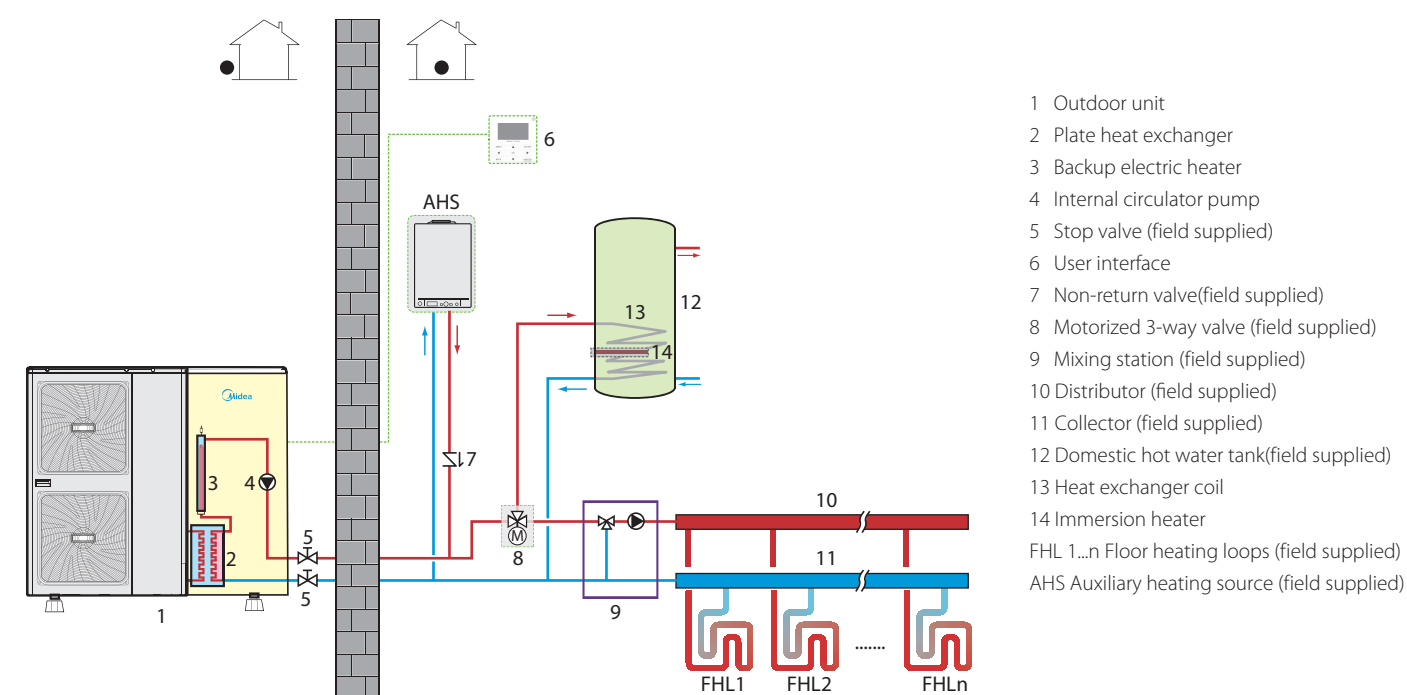 6
AHS
13
12
14
Midea
7
3
4
10
5
M
2
8
11
5
9
1
.......
FHL1
FHL2
FHLn
1 Outdoor unit
2 Plate heat exchanger
3 Backup electric heater
4 Internal circulator pump
5 Stop valve (field supplied)
6 User interface
7 Non-return valve(field supplied)
8 Motorized 3-way valve (field supplied)
9 Mixing station (field supplied)
10 Distributor (field supplied)
11 Collector (field supplied)
12 Domestic hot water tank(field supplied)
13 Heat exchanger coil
14 Immersion heater
FHL 1...n Floor heating loops (field supplied)
AHS Auxiliary heating source (field supplied)